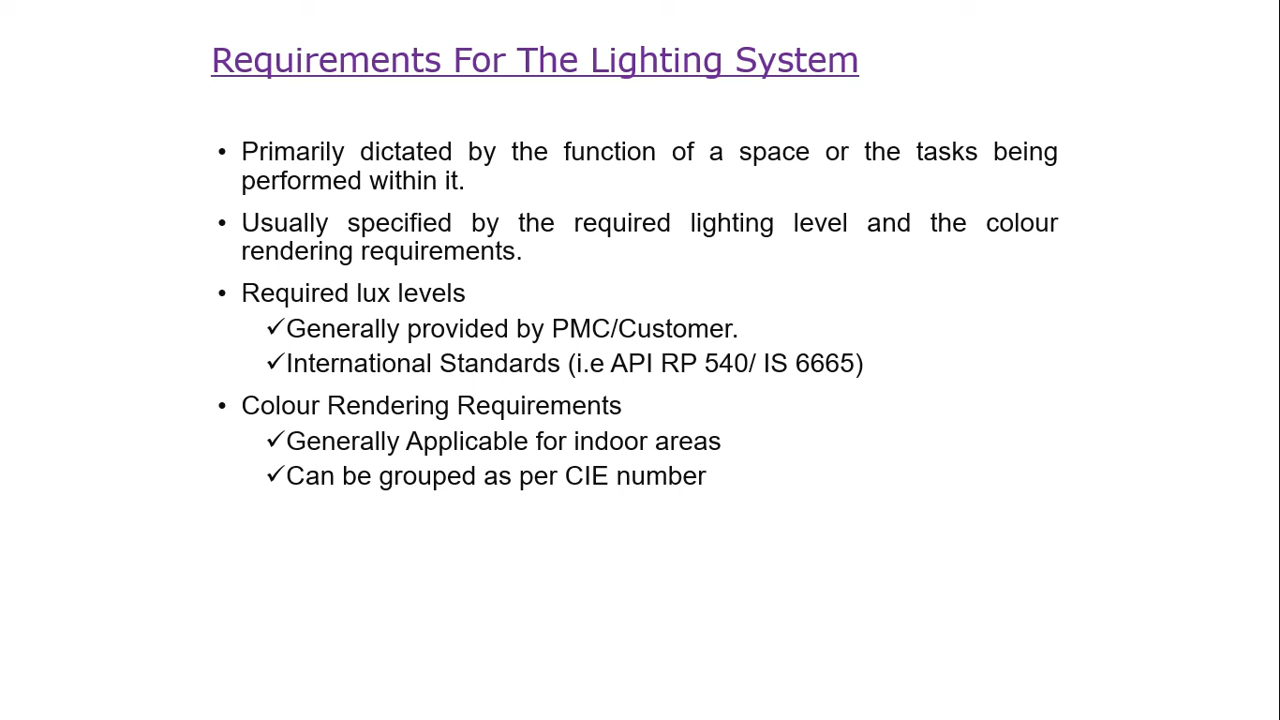 Requirements For The Lighting System
• Primarily dictated by the function of a space or the tasks being
performed within it.
• Usually specified by the required lighting level and the colour
rendering requirements.
• Required lux levels
✓Generally provided by PMC/Customer.
✓International Standards (i.e API RP 540/ IS 6665)
• Colour Rendering Requirements
✓Generally Applicable for indoor areas
✓Can be grouped as per CIE number